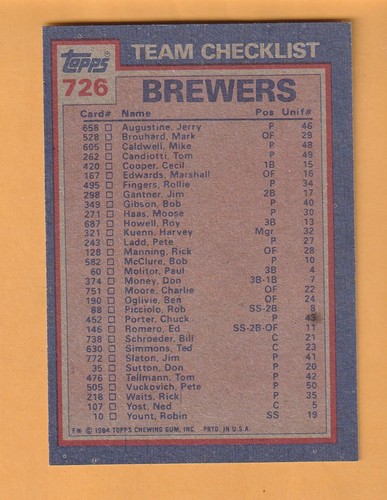 Topps
TEAM CHECKLIST
726
BREWERS
Card# Name Pos Unif#
658 Augustine, Jerry P 46
528 Brouhard, Mark OF 29
605 Caldwell, Mike P 48
262 Candiotti, Tom P 49
420 Cooper, Cecil 1B 15
167 Edwards, Marshall OF 16
495 Fingers, Rollie P 34
298 Gantner, Jim 2B 17
349 Gibson, Bob P 40
271 Haas, Moose P 30
687 Howell, Roy 3B 13
321 Kuenn, Harvey Mgr 32
243 Ladd, Pete P 27
128 Manning, Rick OF 28
582 McClure, Bob P 10
60 Molitor, Paul 3B 4
374 Money, Don 3B-1B 7
751 Moore, Charlie OF 22
190 Oglivie, Ben OF 24
88 Picciolo, Rob SS-2B 8
452 Porter, Chuck P 43
146 Romero, Ed SS-2B-OF 11
738 Schroeder, Bill C 21
630 Simmons, Ted C 23
772 Slaton, Jim P 41
35 Sutton, Don P 20
476 Tellmann, Tom P 42
505 Vuckovich, Pete P 50
218 Waits, Rick P 35
107 Yost, Ned C 5
10 Yount, Robin SS 19
F* © 1984 TOPPS CHEWING GUM, INC. PRTD. IN U.S.A.